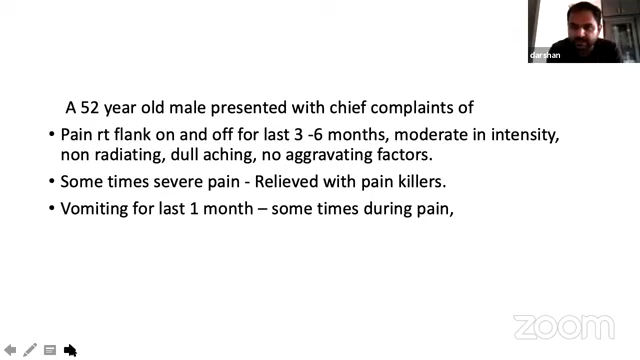 darshan
A 52 year old male presented with chief complaints of
• Pain rt flank on and off for last 3 -6 months, moderate in intensity,
non radiating, dull aching, no aggravating factors.
• Some times severe pain - Relieved with pain killers.
• Vomiting for last 1 month – some times during pain,
zoom